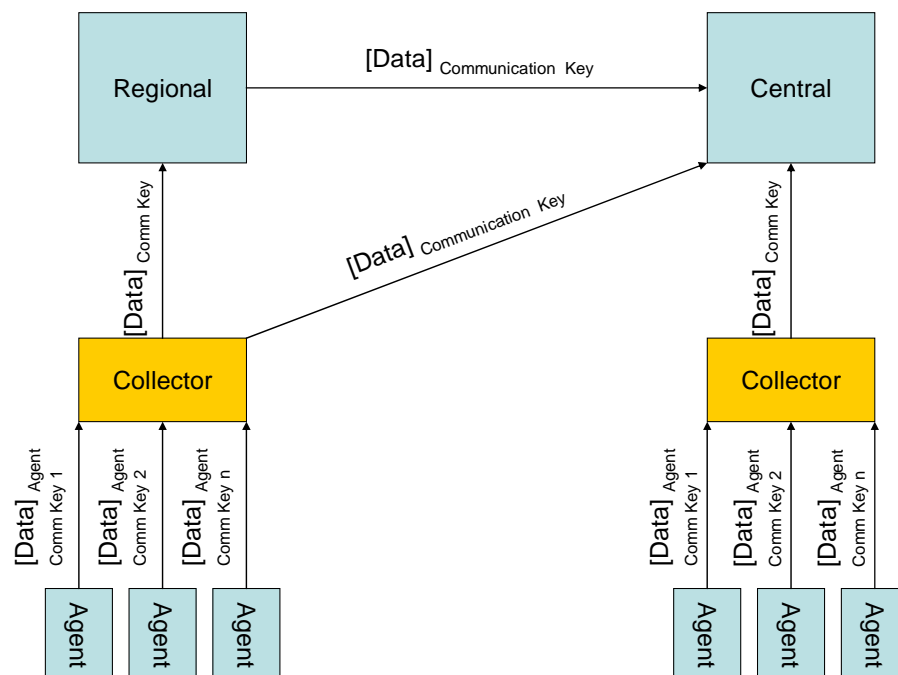 [Data] Communication Key
Regional
Central
[Data] Comm Key
[Data] Communication Key
[Data] Comm Key
Collector
Collector
[Data] Agent
Comm Key 1
[Data] Agent
Comm Key 2
[Data] Agent
Comm Key n
[Data] Agent
Comm Key 1
[Data] Agent
Comm Key 2
[Data] Agent
Comm Key n
Agent
Agent
Agent
Agent
Agent
Agent